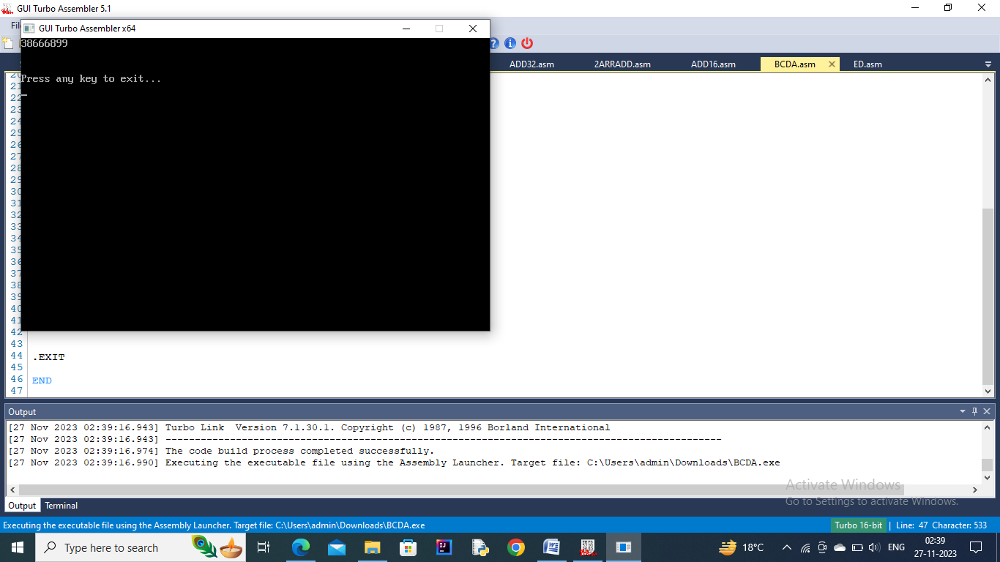 GUI Turbo Assembler 5.1
Fil
GUI Turbo Assembler x64
38666899
Press any key to exit...
ADD32.asm 2ARRADD.asm ADD16.asm BCDA.asm ED.asm
20
21
22
23
24
25
26
27
28
29
30
31
32
33
34
35
36
37
38
39
40
41
42
43
44 .EXIT
45
46 END
47
Output
[27 Nov 2023 02:39:16.943] Turbo Link  Version 7.1.30.1. Copyright (c) 1987, 1996 Borland International
[27 Nov 2023 02:39:16.943] ------------------------------------------------------------------------------------
[27 Nov 2023 02:39:16.974] The code build process completed successfully.
[27 Nov 2023 02:39:16.990] Executing the executable file using the Assembly Launcher. Target file: C:\Users\admin\Downloads\BCDA.exe
Activate Windows
Go to Settings to activate Windows.
Output Terminal
Executing the executable file using the Assembly Launcher. Target file: C:\Users\admin\Downloads\BCDA.exe
Turbo 16-bit | Line: 47 Character: 533
Type here to search
18°C
ENG
02:39
27-11-2023